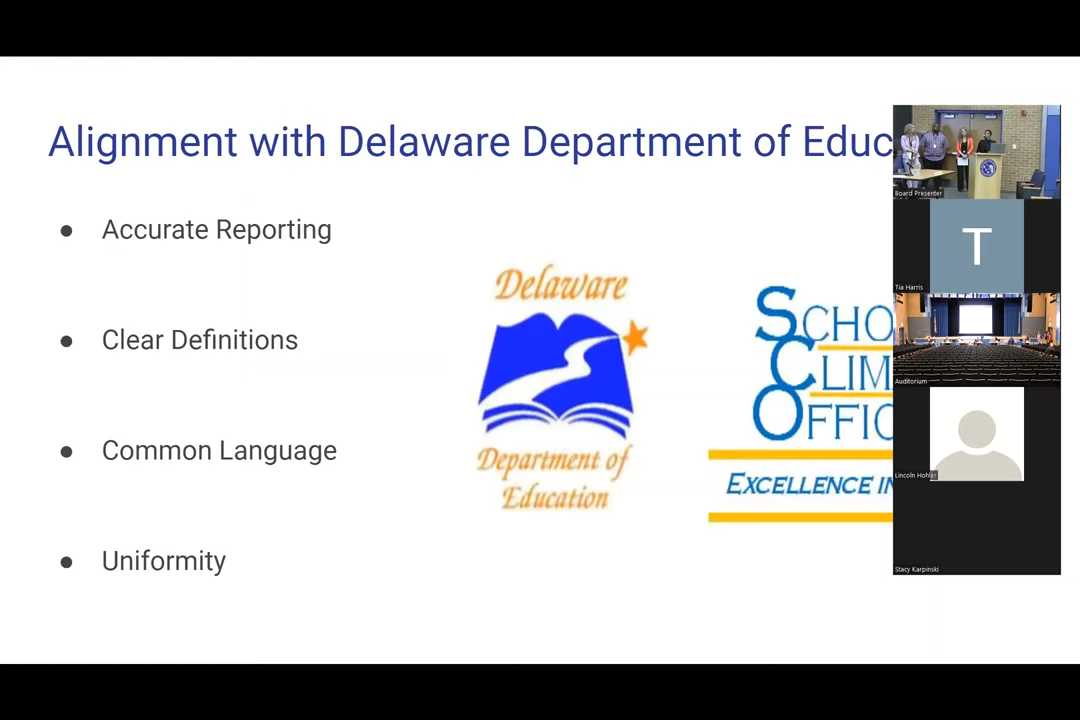 Alignment with Delaware Department of Educ
Accurate Reporting
Clear Definitions
Common Language
Uniformity
Delaware
Department of
Education
SCHO
CLIM
OFFIC
EXCELLENCE IN
Board Presenter
T
Tia Harris
Auditorium
Lincoln Hohler
Stacy Karpinski